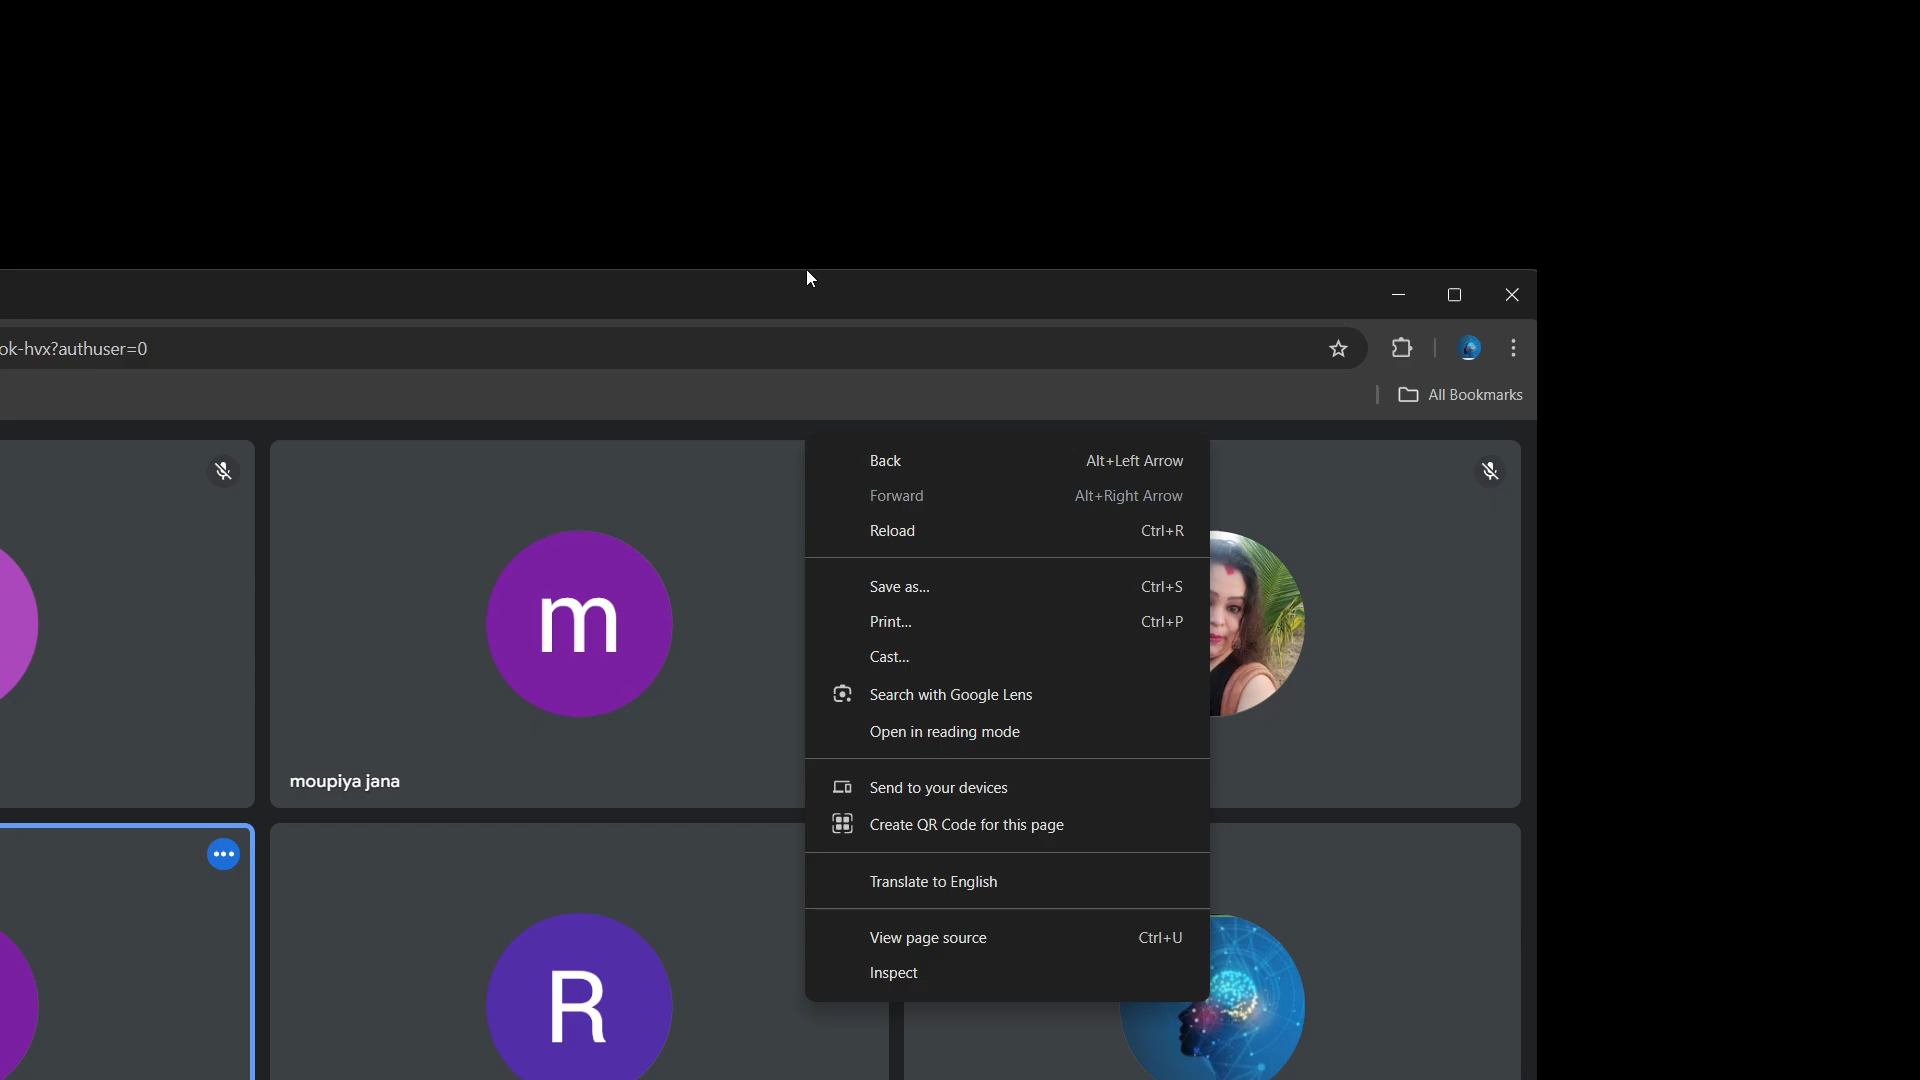 ok-hvx?authuser=0
All Bookmarks
Back Alt+Left Arrow
Forward Alt+Right Arrow
Reload Ctrl+R
Save as... Ctrl+S
Print... Ctrl+P
Cast...
Search with Google Lens
Open in reading mode
Send to your devices
Create QR Code for this page
Translate to English
View page source Ctrl+U
Inspect
m
moupiya jana
R